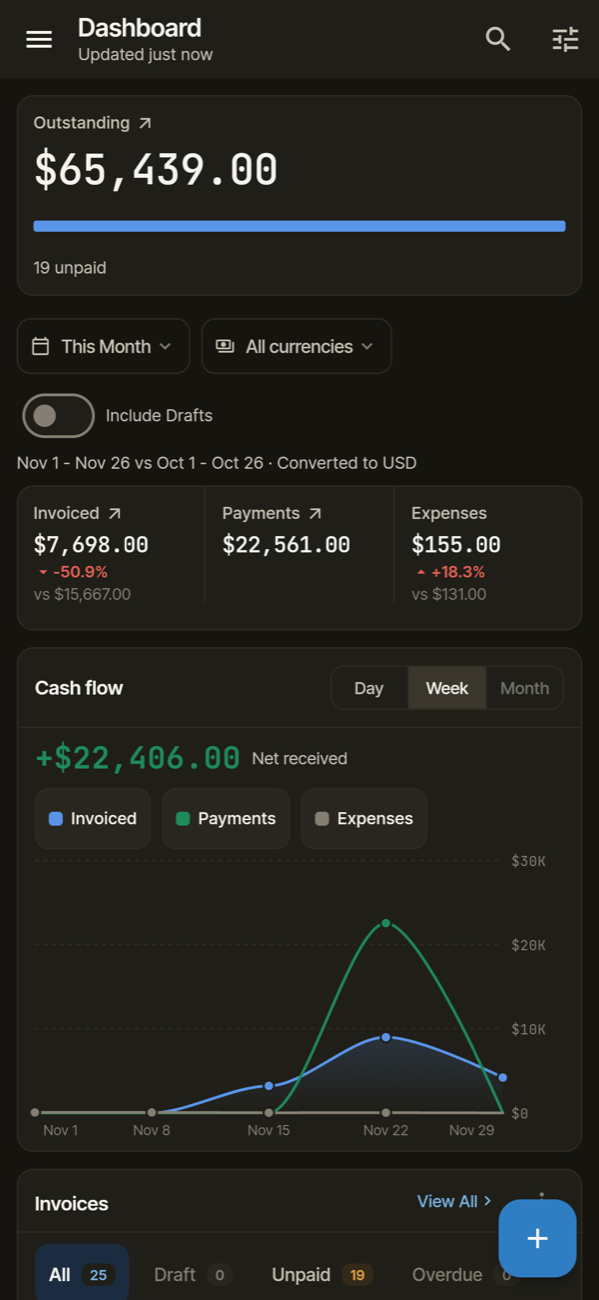 Dashboard
Updated just now
Outstanding
$65,439.00
19 unpaid
This Month
All currencies
Include Drafts
Nov 1 - Nov 26 vs Oct 1 - Oct 26 · Converted to USD
Invoiced
$7,698.00
-50.9%
vs $15,667.00
Payments
$22,561.00
Expenses
$155.00
+18.3%
vs $131.00
Cash flow
Day
Week
Month
+$22,406.00 Net received
Invoiced
Payments
Expenses
$30K
$20K
$10K
$0
Nov 1
Nov 8
Nov 15
Nov 22
Nov 29
Invoices
View All
All 25
Draft 0
Unpaid 19
Overdue 0